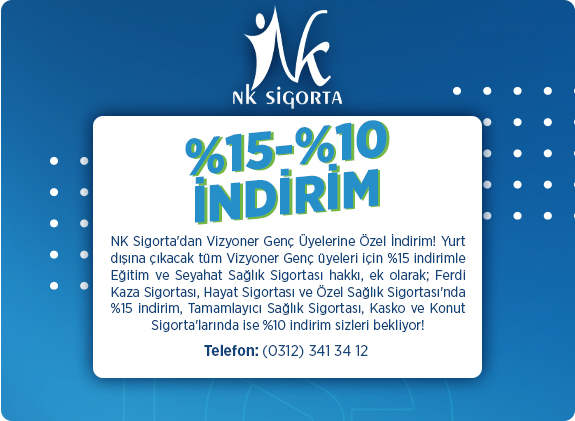 NK SİGORTA
%15-%10
İNDİRİM
NK Sigorta'dan Vizyoner Genç Üyelerine Özel İndirim! Yurt
dışına çıkacak tüm Vizyoner Genç üyeleri için %15 indirimle
Eğitim ve Seyahat Sağlık Sigortası hakkı, ek olarak; Ferdi
Kaza Sigortası, Hayat Sigortası ve Özel Sağlık Sigortası'nda
%15 indirim, Tamamlayıcı Sağlık Sigortası, Kasko ve Konut
Sigorta'larında ise %10 indirim sizleri bekliyor!
Telefon: (0312) 341 34 12